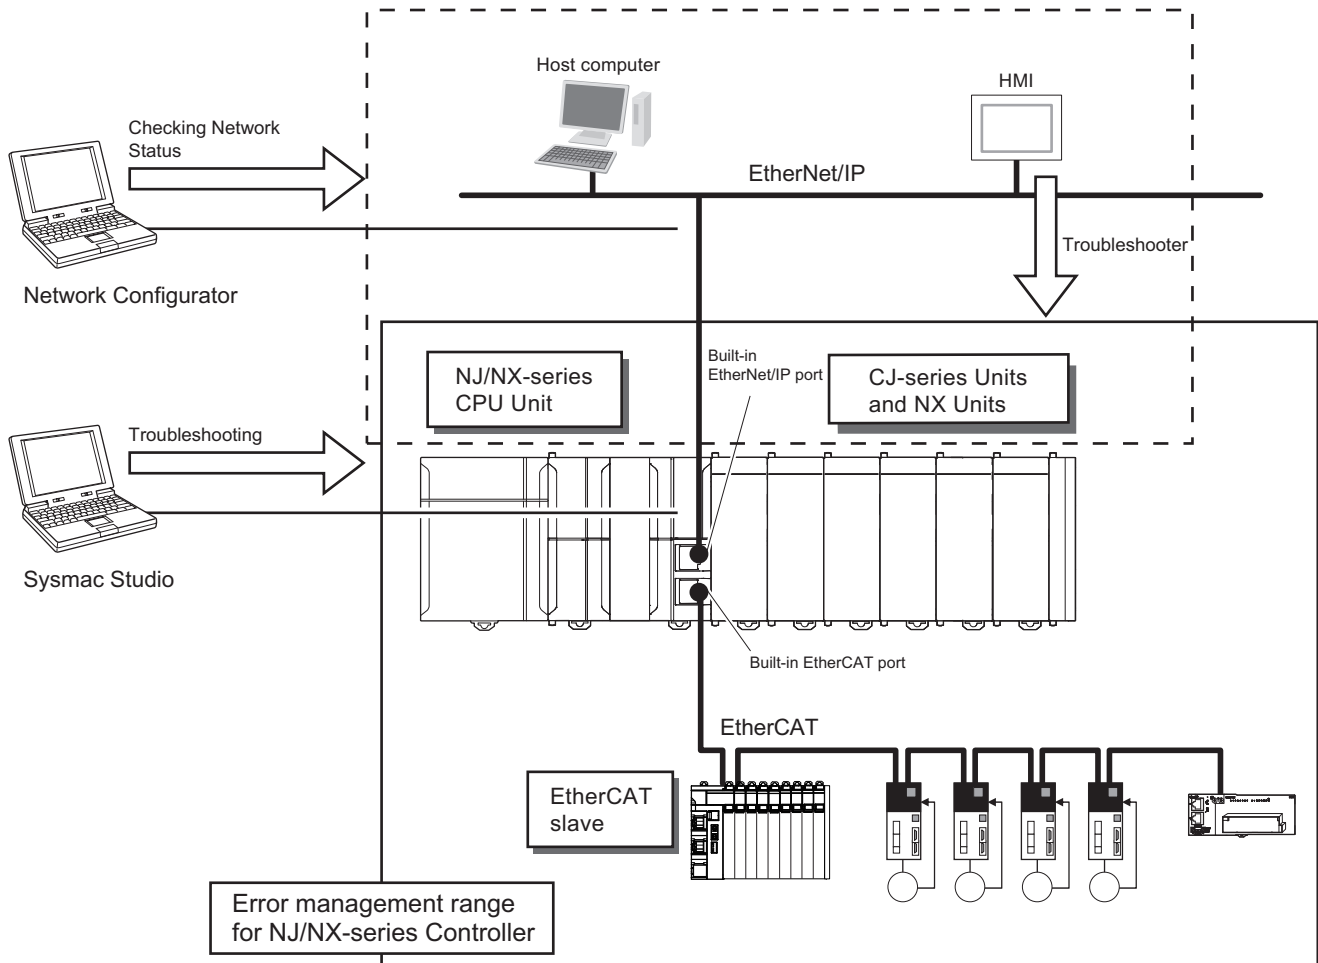 Host computer
HMI
Checking Network
Status
EtherNet/IP
Troubleshooter
Network Configurator
NJ/NX-series
CPU Unit
Built-in
EtherNet/IP port
CJ-series Units
and NX Units
Troubleshooting
Sysmac Studio
Built-in EtherCAT port
EtherCAT
EtherCAT
slave
Error management range
for NJ/NX-series Controller